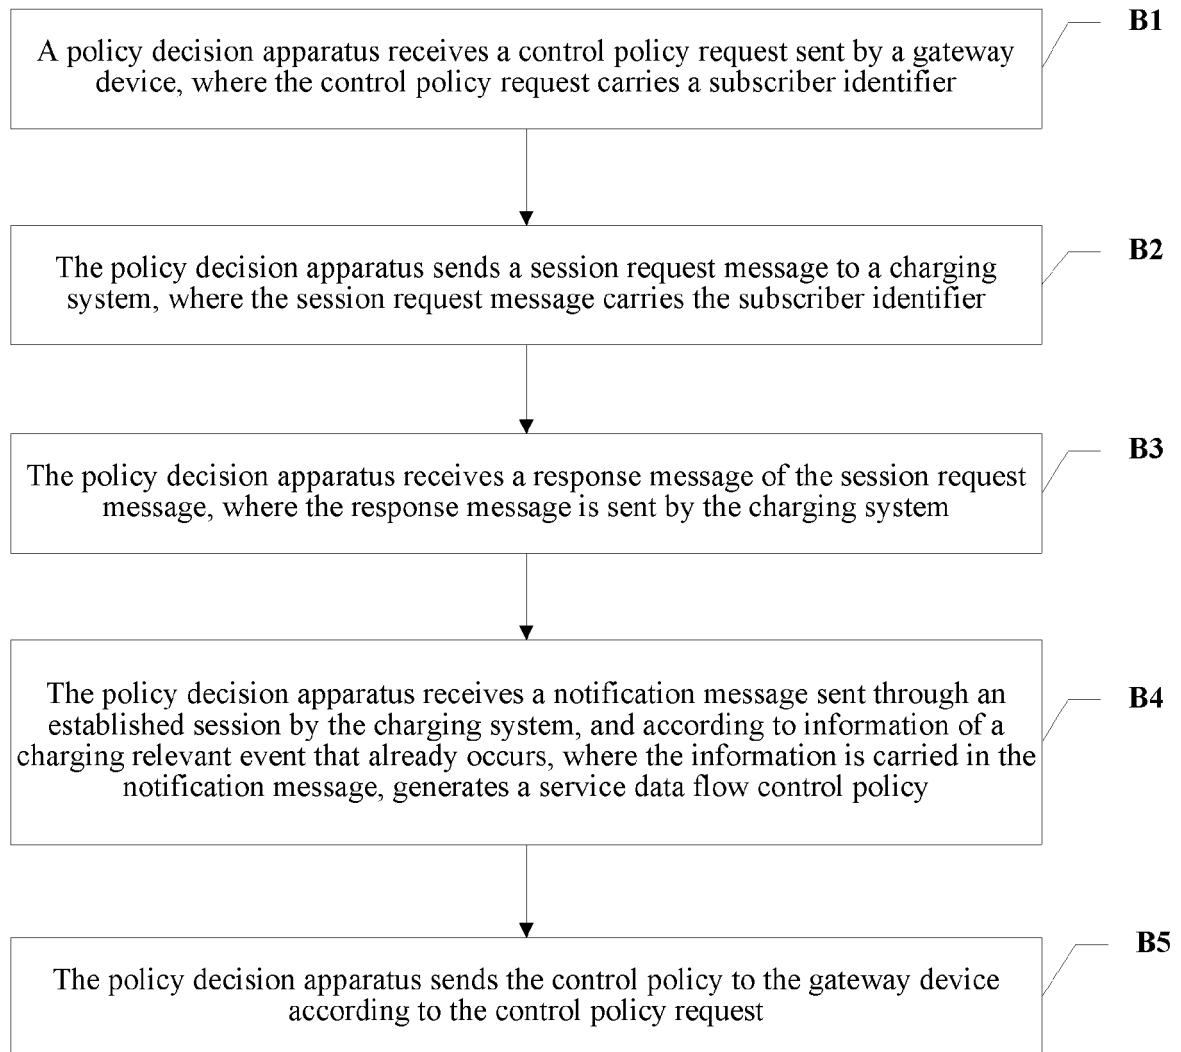 A policy decision apparatus receives a control policy request sent by a gateway
device, where the control policy request carries a subscriber identifier
B1
The policy decision apparatus sends a session request message to a charging
system, where the session request message carries the subscriber identifier
B2
The policy decision apparatus receives a response message of the session request
message, where the response message is sent by the charging system
B3
The policy decision apparatus receives a notification message sent through an
established session by the charging system, and according to information of a
charging relevant event that already occurs, where the information is carried in the
notification message, generates a service data flow control policy
B4
The policy decision apparatus sends the control policy to the gateway device
according to the control policy request
B5